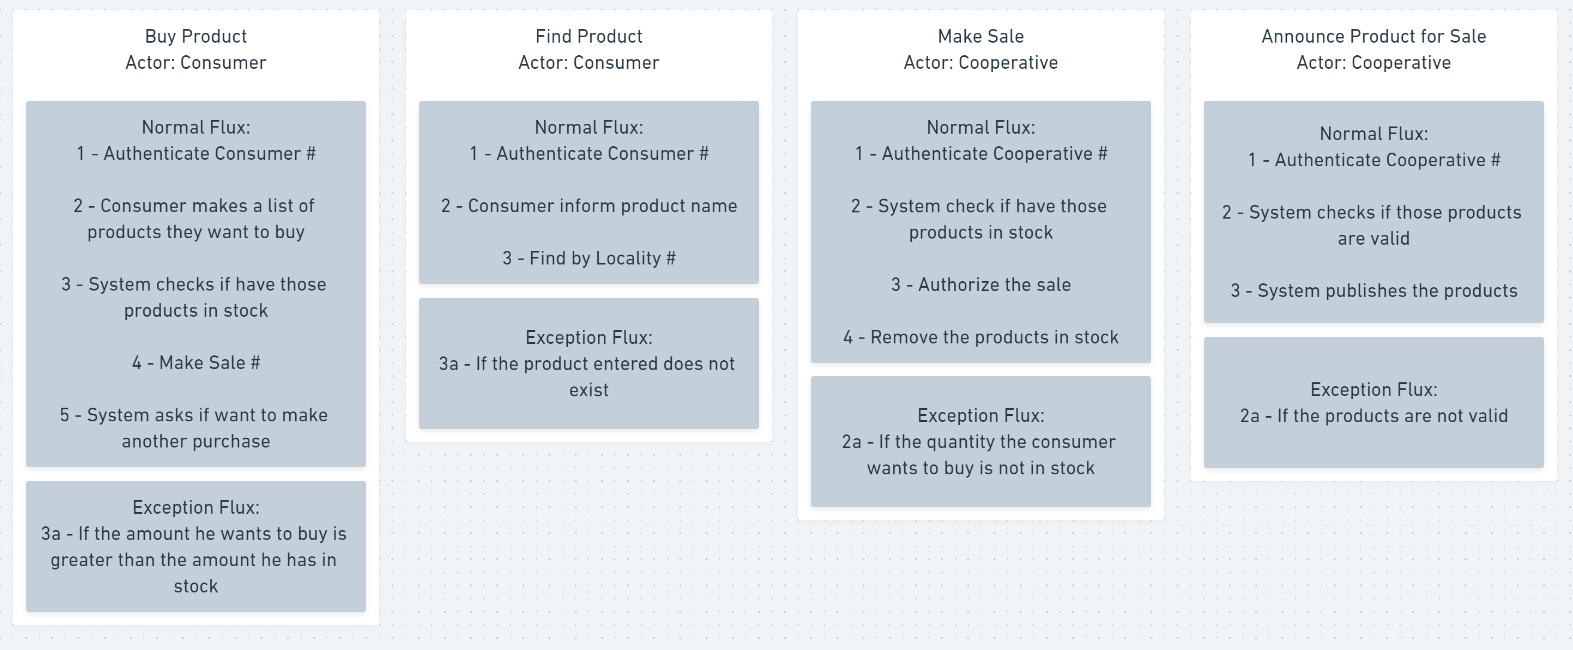 Buy Product
Actor: Consumer
Normal Flux:
1 - Authenticate Consumer #
2 - Consumer makes a list of
products they want to buy
3 - System checks if have those
products in stock
4 - Make Sale #
5 - System asks if want to make
another purchase
Exception Flux:
3a - If the amount he wants to buy is
greater than the amount he has in
stock
Find Product
Actor: Consumer
Normal Flux:
1 - Authenticate Consumer #
2 - Consumer inform product name
3 - Find by Locality #
Exception Flux:
3a - If the product entered does not
exist
Make Sale
Actor: Cooperative
Normal Flux:
1 - Authenticate Cooperative #
2 - System check if have those
products in stock
3 - Authorize the sale
4 - Remove the products in stock
Exception Flux:
2a - If the quantity the consumer
wants to buy is not in stock
Announce Product for Sale
Actor: Cooperative
Normal Flux:
1 - Authenticate Cooperative #
2 - System checks if those products
are valid
3 - System publishes the products
Exception Flux:
2a - If the products are not valid